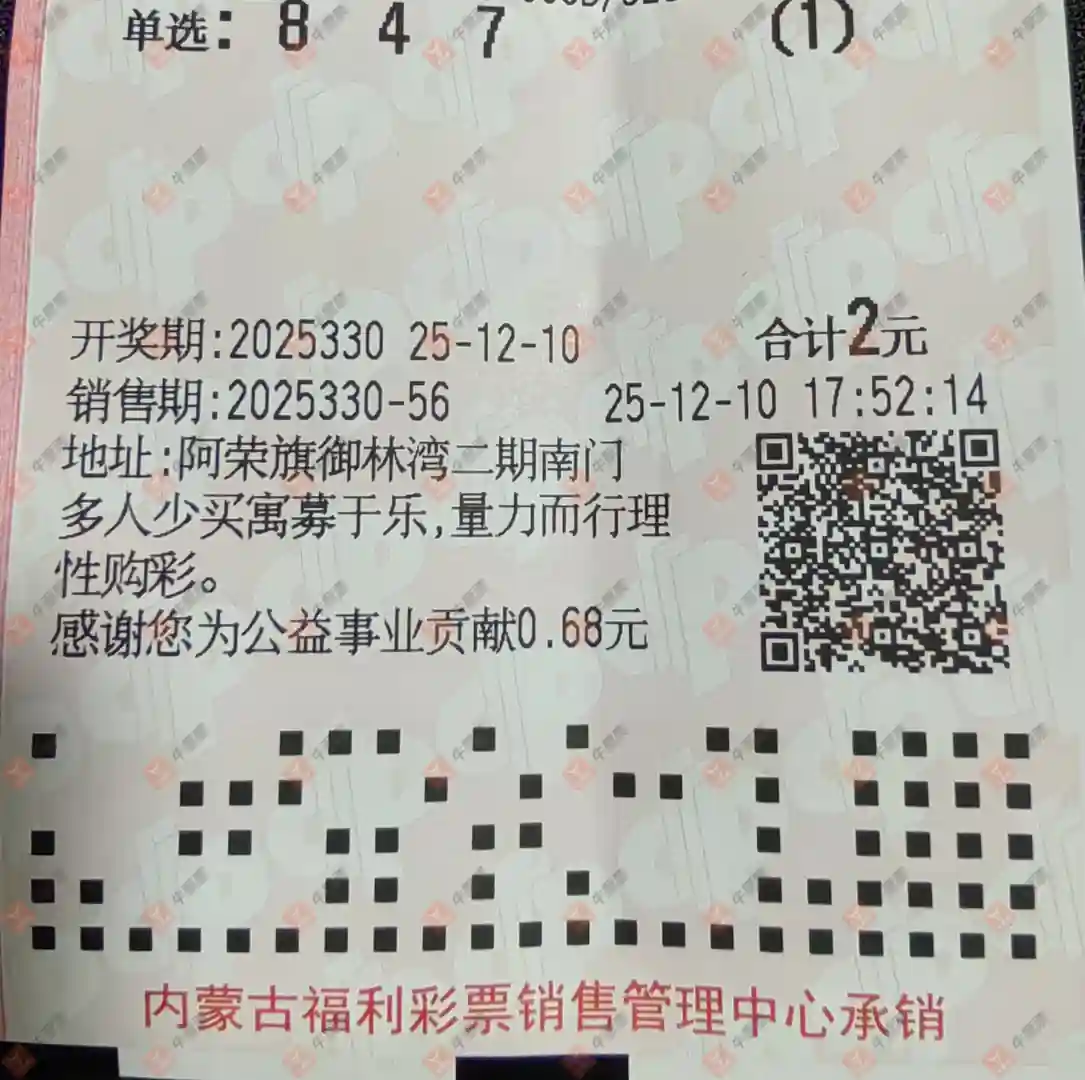 单选: 8 4 7 (1)
开奖期:2025330 25-12-10 合计2元
销售期:2025330-56 25-12-10 17:52:14
地址:阿荣旗御林湾二期南门
多人少买寓募于乐,量力而行理
性购彩。
感谢您为公益事业贡献0.68元
内蒙古福利彩票销售管理中心承销